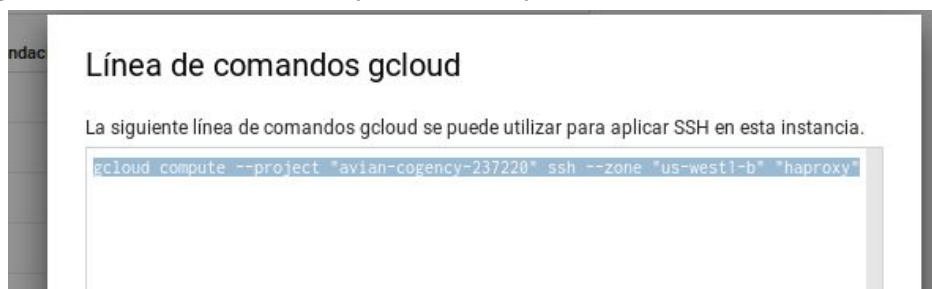 ndac
Línea de comandos gcloud
La siguiente línea de comandos gcloud se puede utilizar para aplicar SSH en esta instancia.
gcloud compute --project "avian-cogency-237220" ssh --zone "us-west1-b" "haproxy"